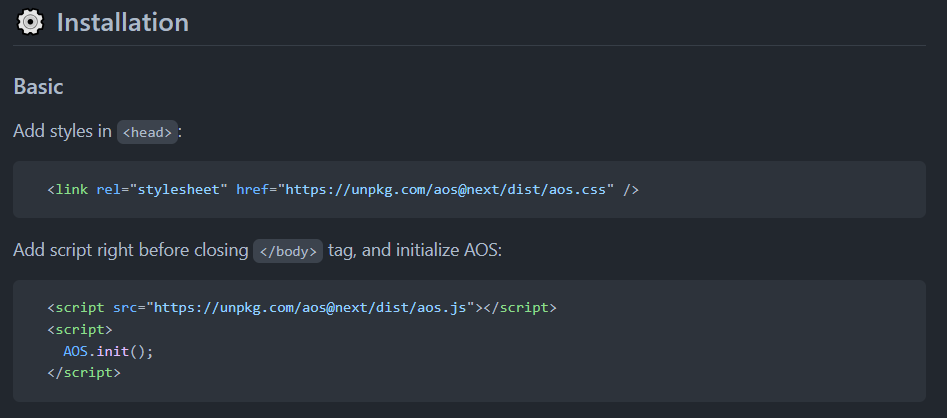 Installation
Basic
Add styles in <head>:
<link rel="stylesheet" href="https://unpkg.com/aos@next/dist/aos.css" />
Add script right before closing </body> tag, and initialize AOS:
<script src="https://unpkg.com/aos@next/dist/aos.js"></script>
<script>
AOS.init();
</script>